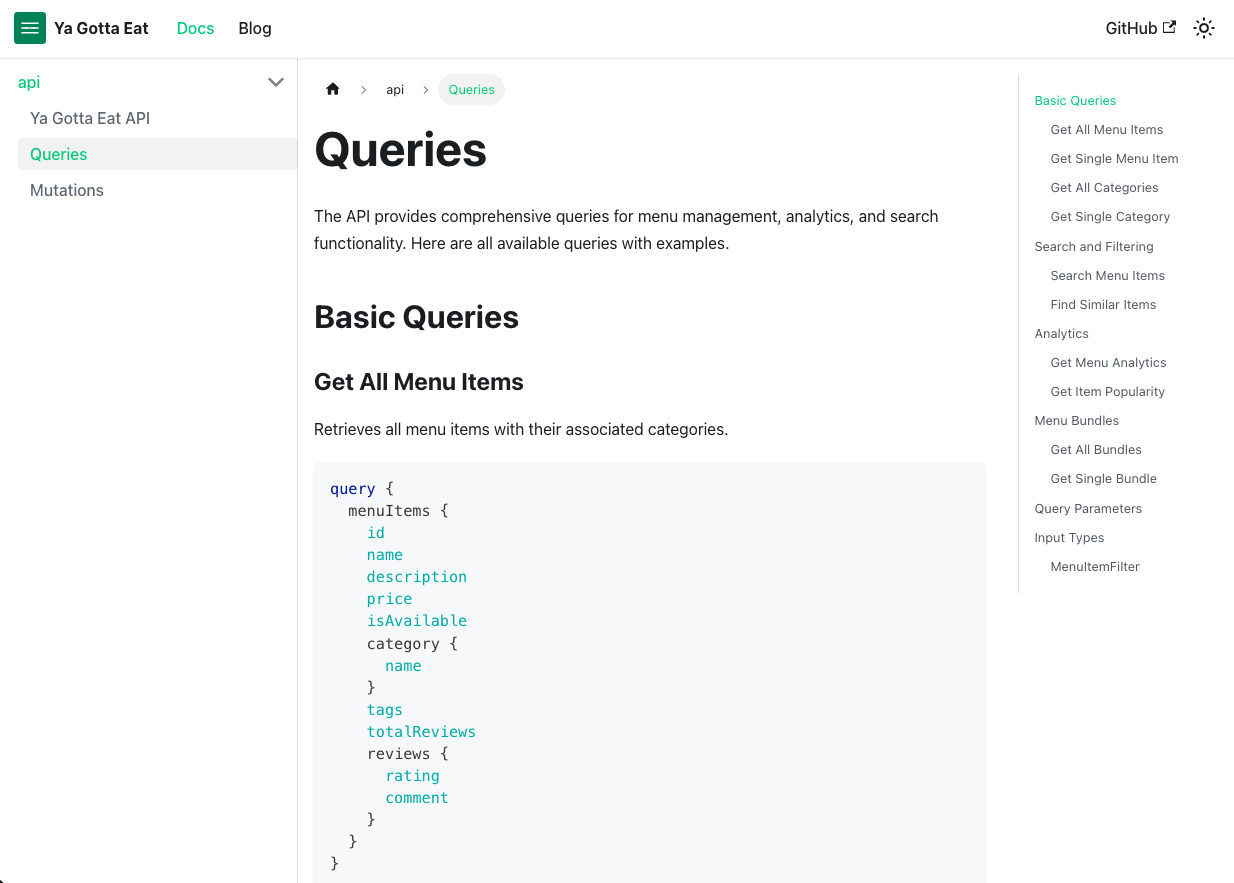 Ya Gotta Eat Docs Blog GitHub
api
Ya Gotta Eat API
Queries
Mutations
api Queries
Queries
The API provides comprehensive queries for menu management, analytics, and search
functionality. Here are all available queries with examples.
Basic Queries
Get All Menu Items
Retrieves all menu items with their associated categories.
query {
  menuItems {
    id
    name
    description
    price
    isAvailable
    category {
      name
    }
    tags
    totalReviews
    reviews {
      rating
      comment
    }
  }
}
Basic Queries
Get All Menu Items
Get Single Menu Item
Get All Categories
Get Single Category
Search and Filtering
Search Menu Items
Find Similar Items
Analytics
Get Menu Analytics
Get Item Popularity
Menu Bundles
Get All Bundles
Get Single Bundle
Query Parameters
Input Types
MenuItemFilter